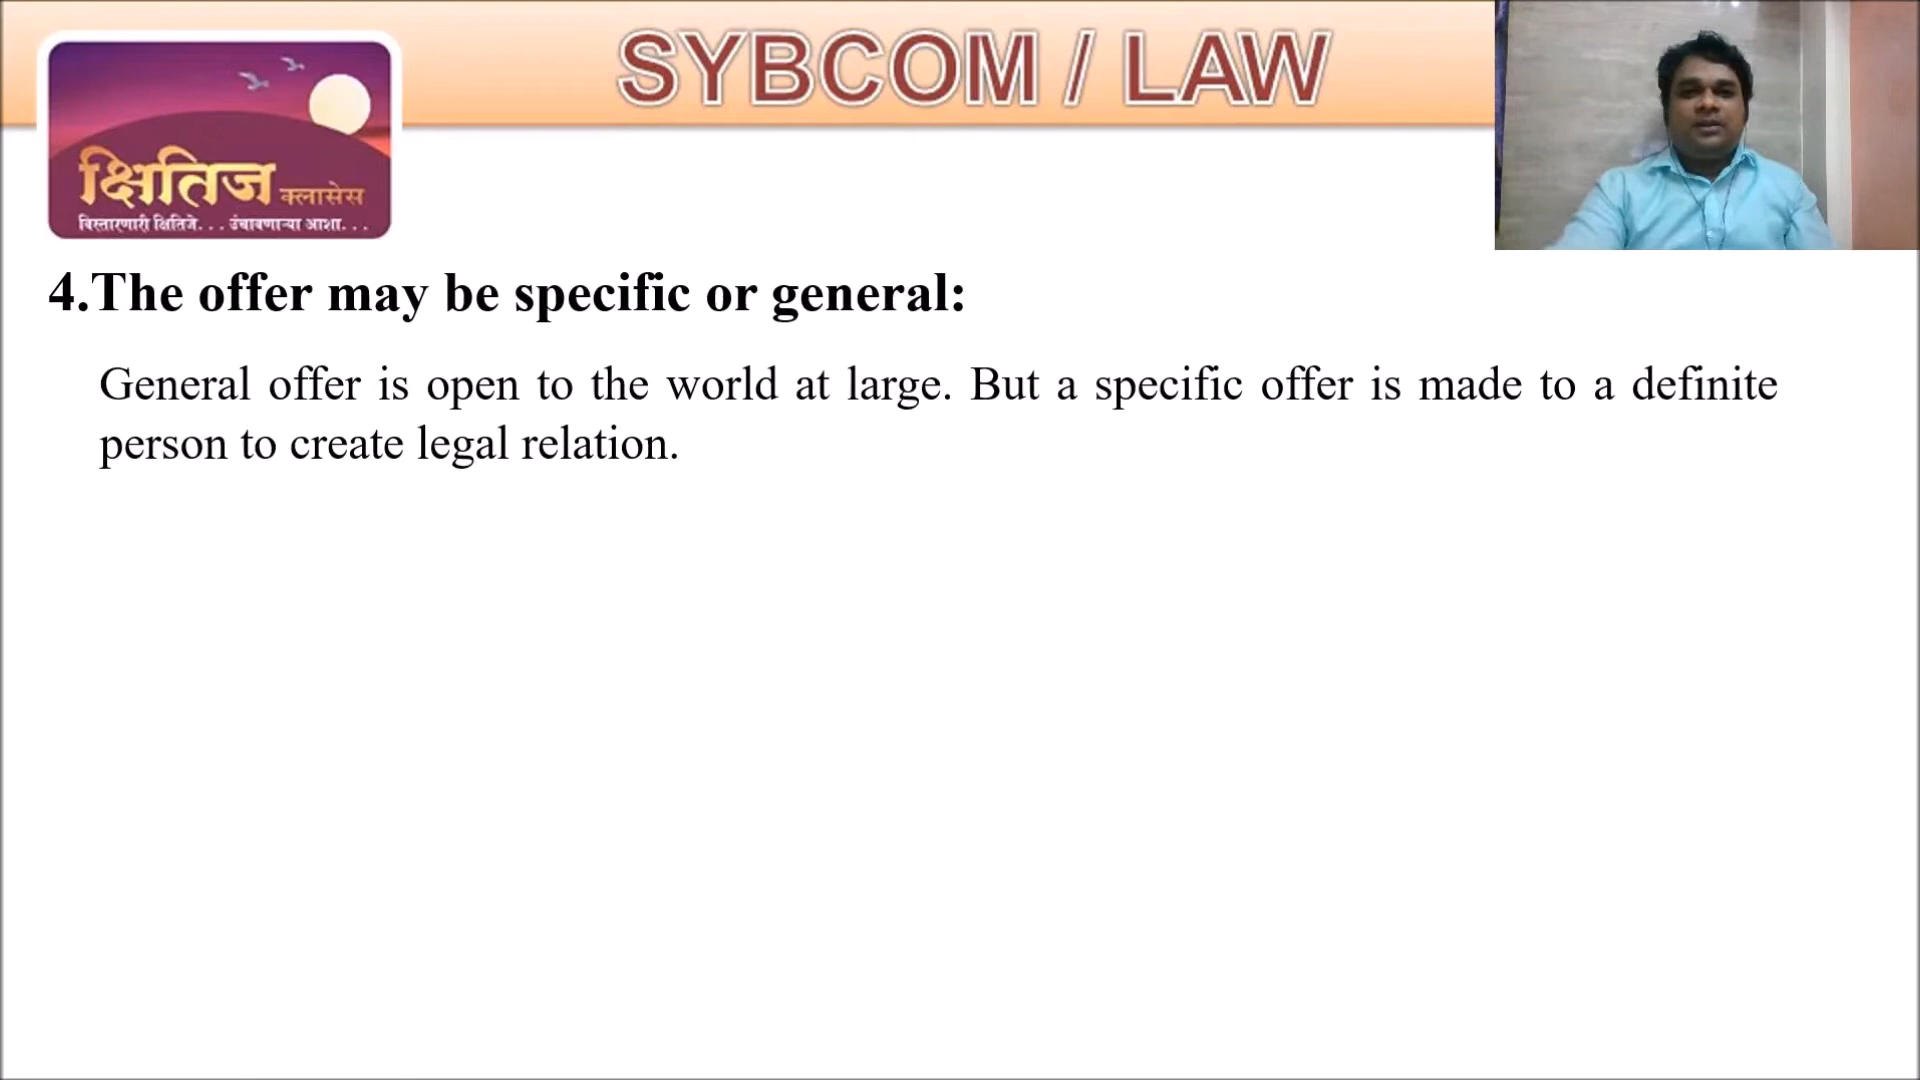 SYBCOM / LAW
क्षितिज क्लासेस
विस्तारणारी क्षितिजे... उंचावणाऱ्या आशा...
4.The offer may be specific or general:
General offer is open to the world at large. But a specific offer is made to a definite
person to create legal relation.